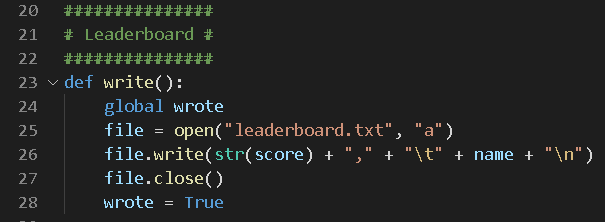 20 ###############
21 # Leaderboard #
22 ###############
23 def write():
24     global wrote
25     file = open("leaderboard.txt", "a")
26     file.write(str(score) + "," + "\t" + name + "\n")
27     file.close()
28     wrote = True